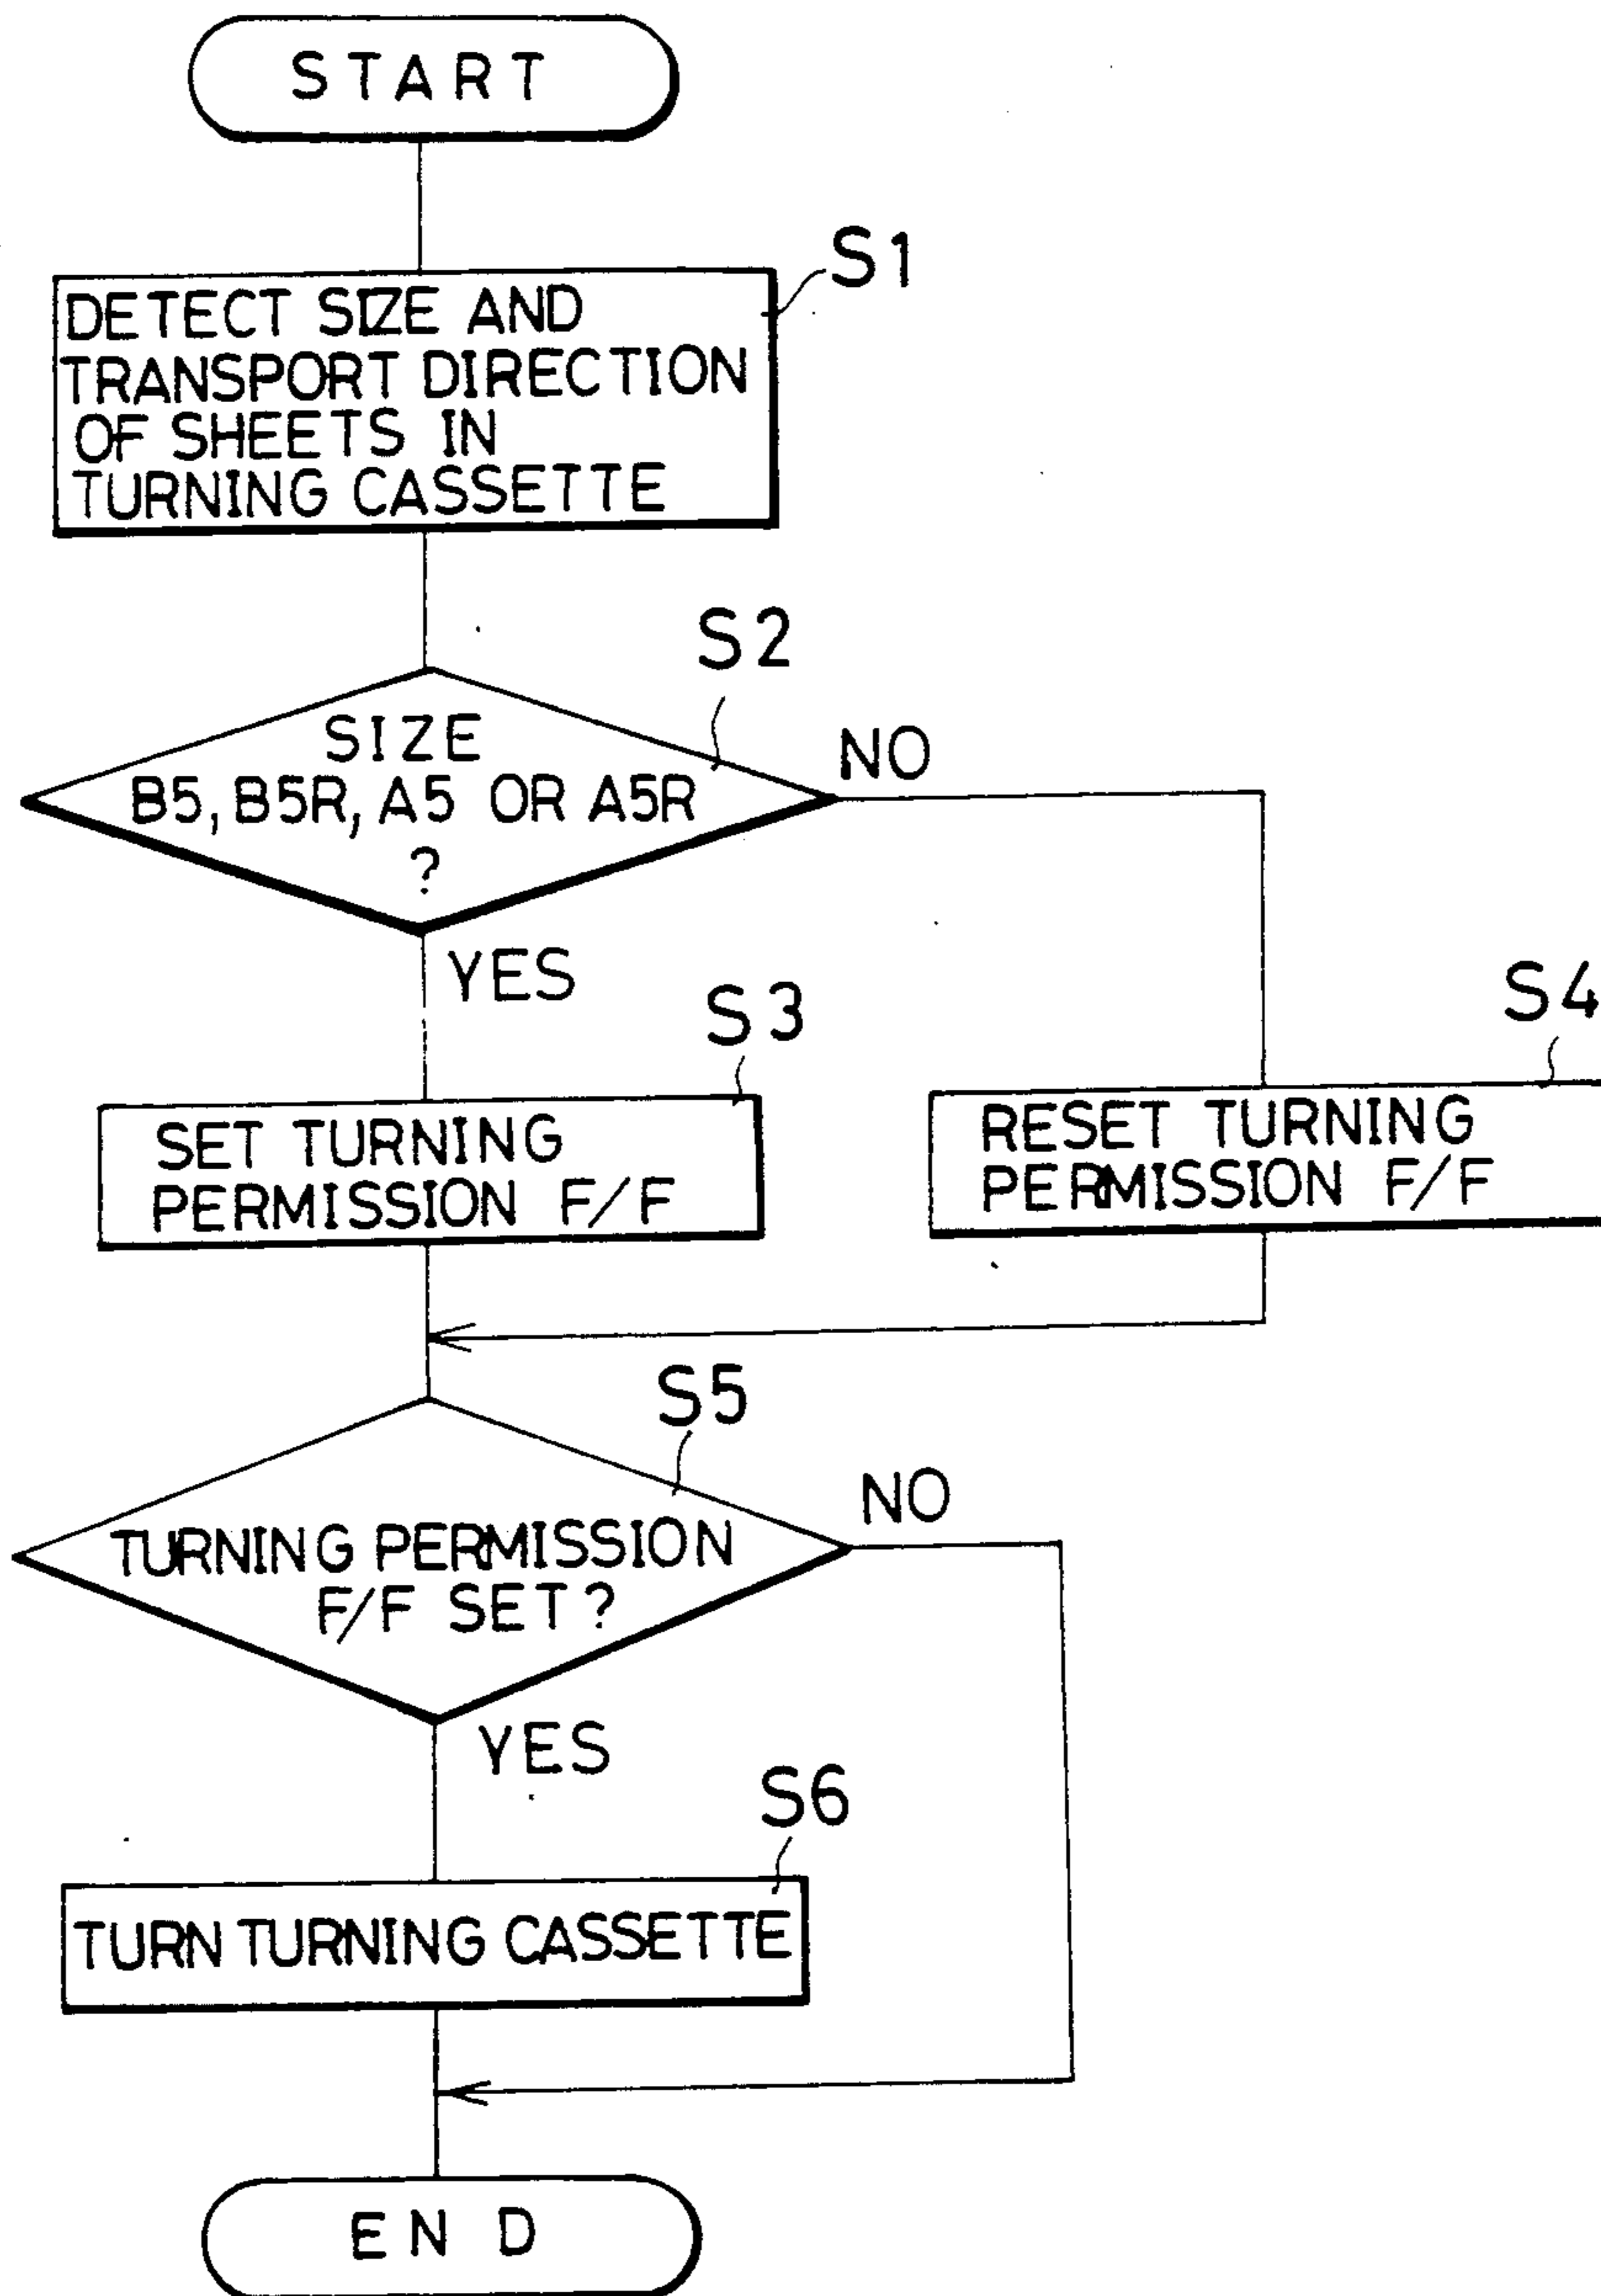 START
S1
DETECT SIZE AND
TRANSPORT DIRECTION
OF SHEETS IN
TURNING CASSETTE
S2
SIZE
B5, B5R, A5 OR A5R
?
NO
YES
S3
SET TURNING
PERMISSION F/F
S4
RESET TURNING
PERMISSION F/F
S5
TURNING PERMISSION
F/F SET?
NO
YES
S6
TURN TURNING CASSETTE
END